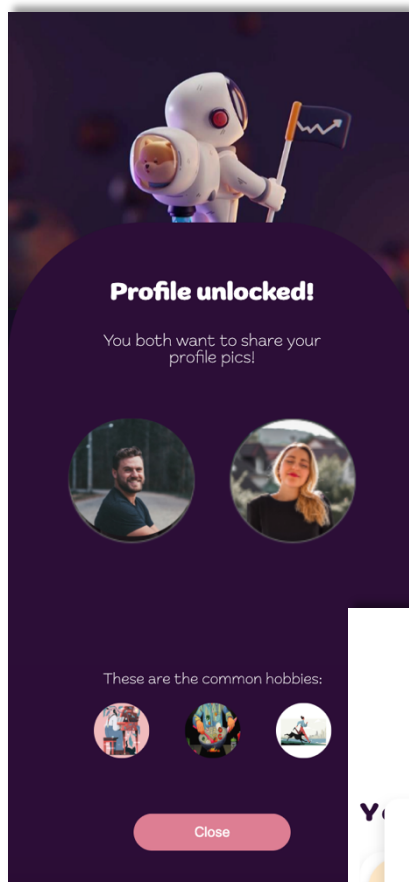 Profile unlocked!
You both want to share your
profile pics!
These are the common hobbies:
Close